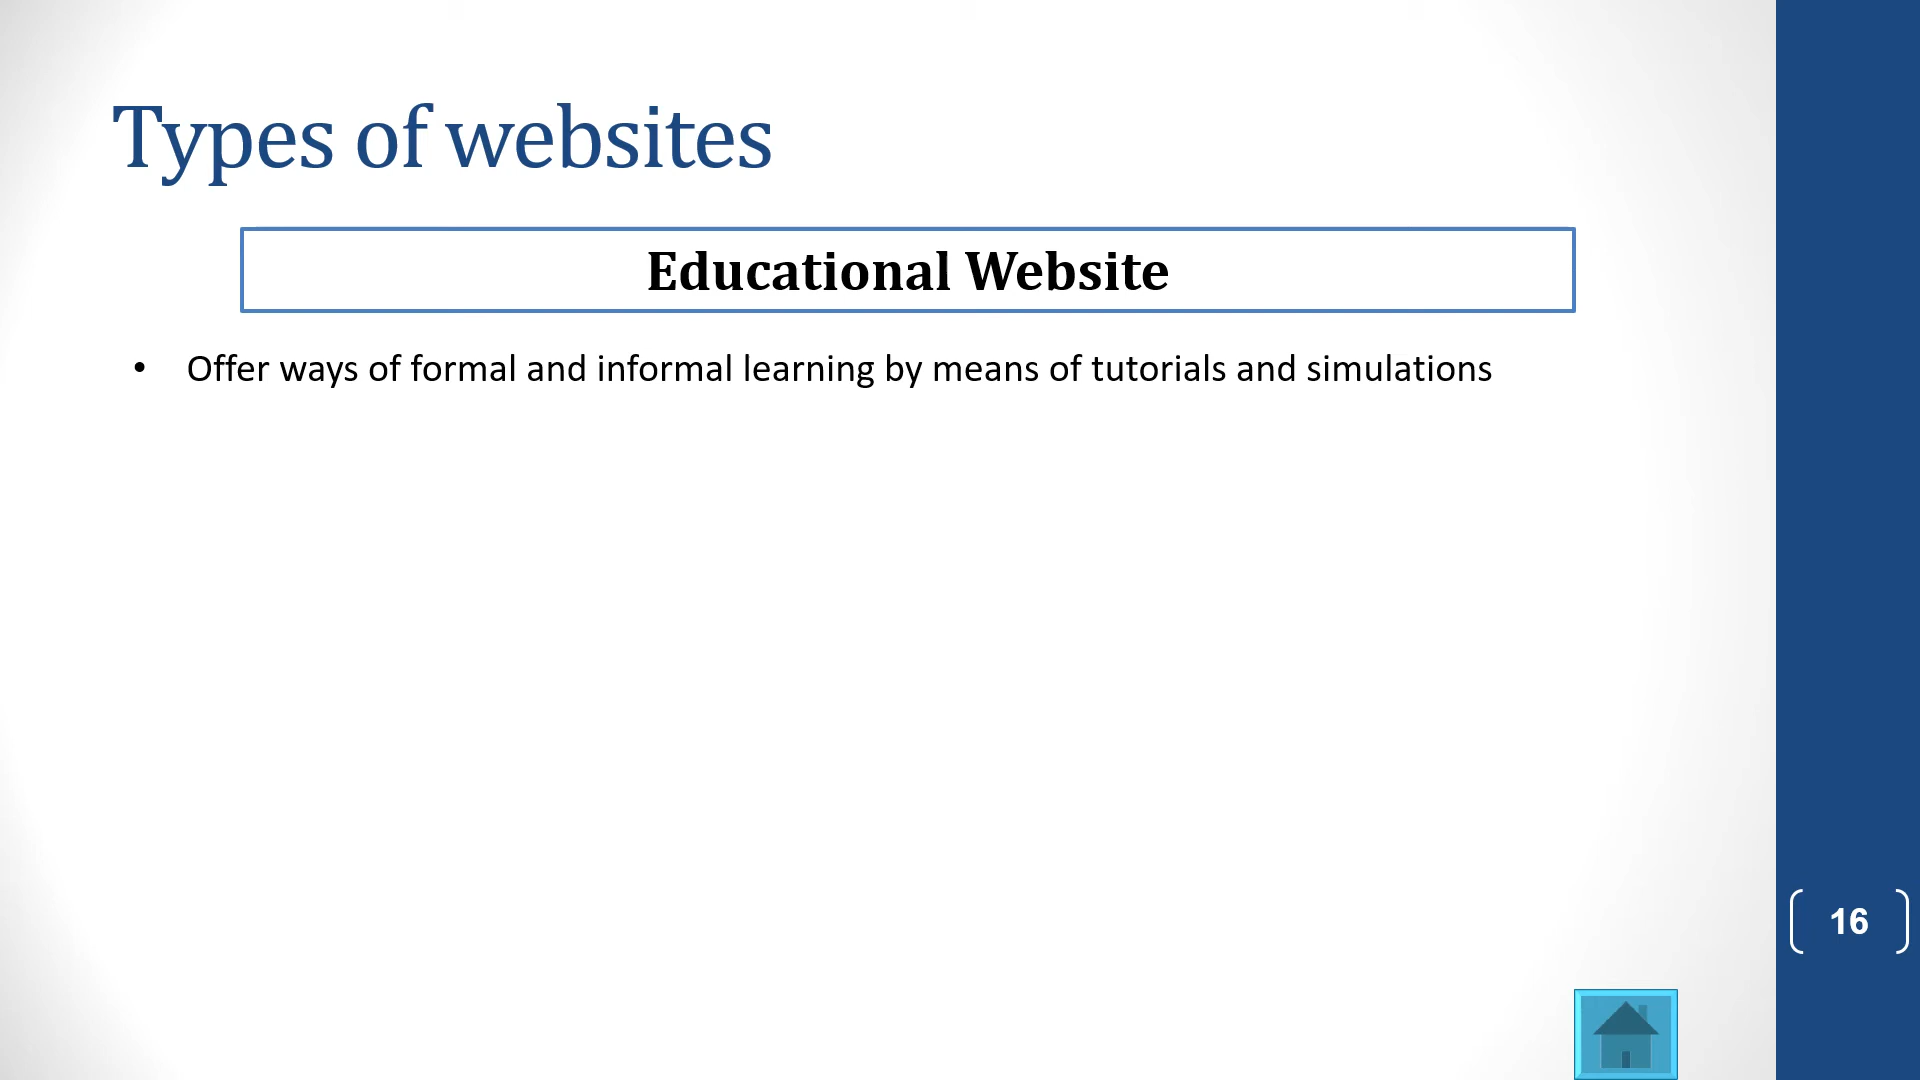 Types of websites
Educational Website
• Offer ways of formal and informal learning by means of tutorials and simulations
16